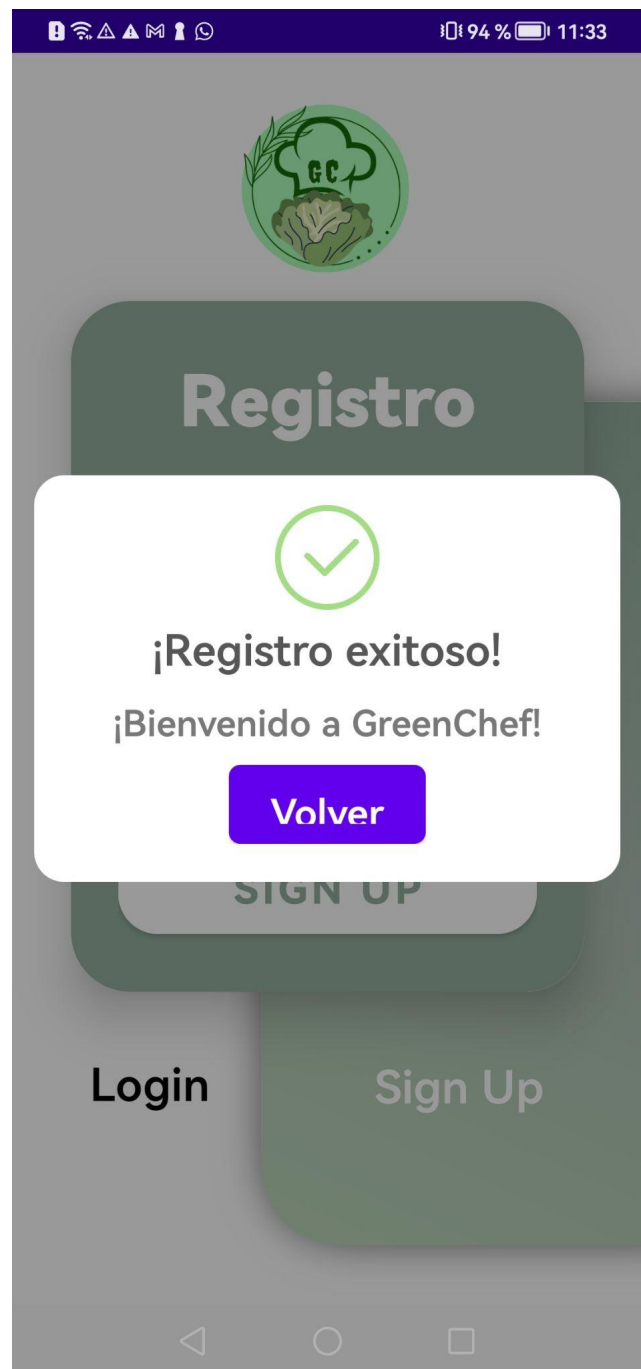 94 % 11:33
GC
Registro
¡Registro exitoso!
¡Bienvenido a GreenChef!
Volver
SIGN UP
Login
Sign Up